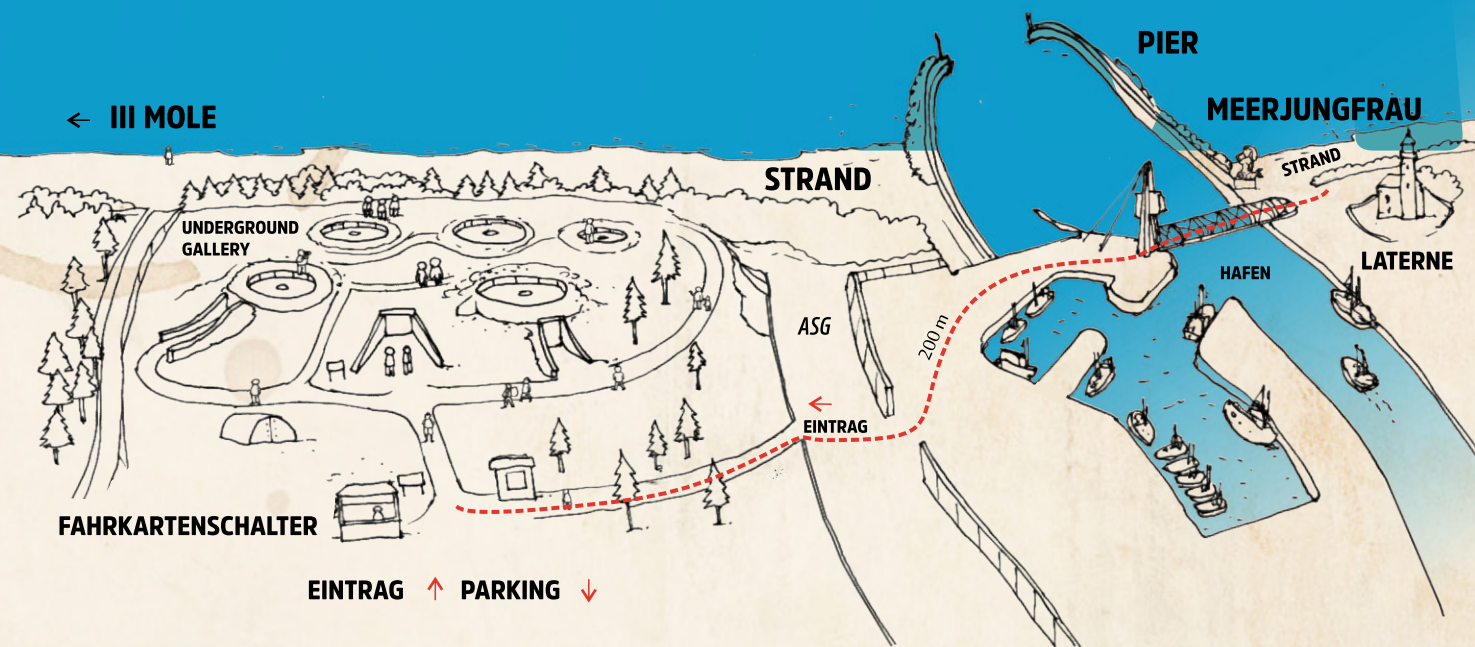 PIER
← III MOLE
MEERJUNGFRAU
STRAND
STRAND
UNDERGROUND
GALLERY
LATERNE
HAFEN
ASG
200 m
←
EINTRAG
FAHRKARTENSCHALTER
EINTRAG ↑ PARKING ↓